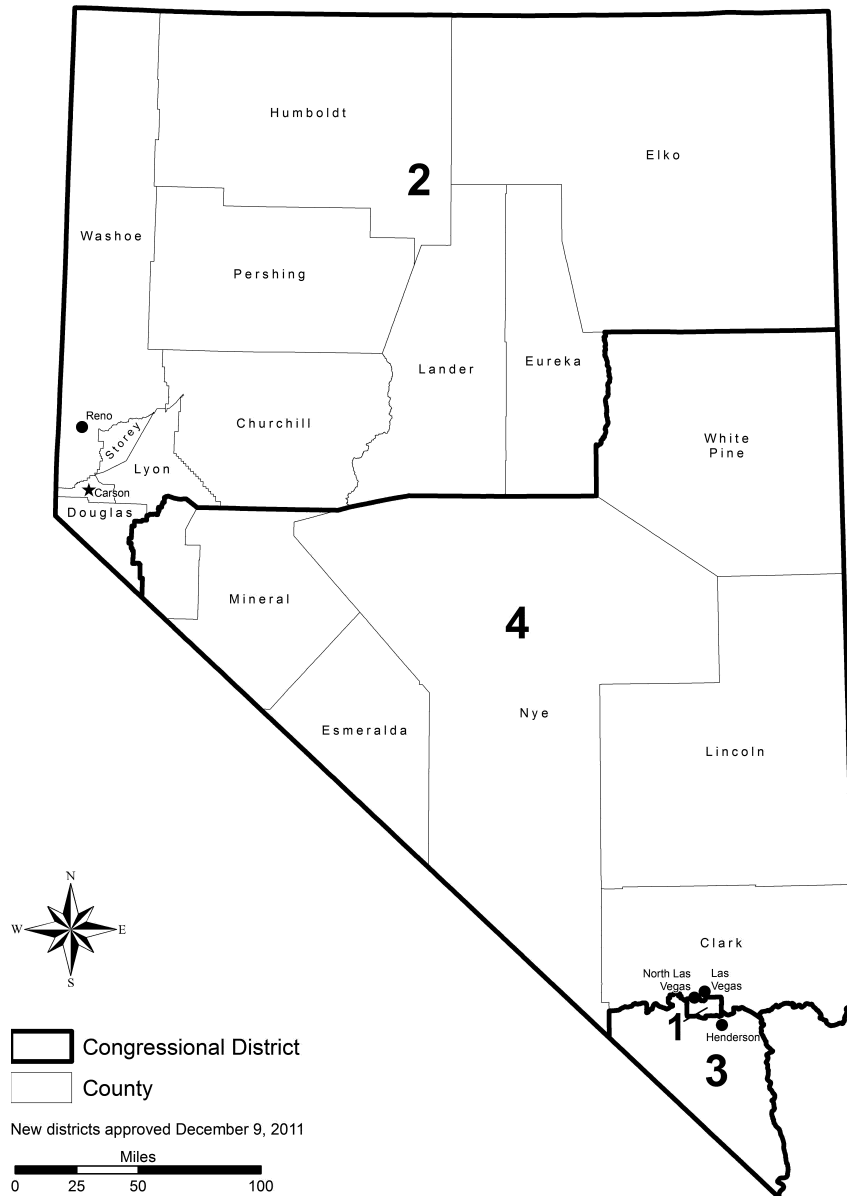 Humboldt
Elko
2
Washoe
Pershing
Lander
Eureka
Reno
Storey
Churchill
White
Pine
Lyon
Carson
Douglas
Mineral
4
Nye
Esmeralda
Lincoln
N
W
E
S
Clark
North Las
Vegas
Las
Vegas
1
Henderson
3
Congressional District
County
New districts approved December 9, 2011
Miles
0 25 50 100